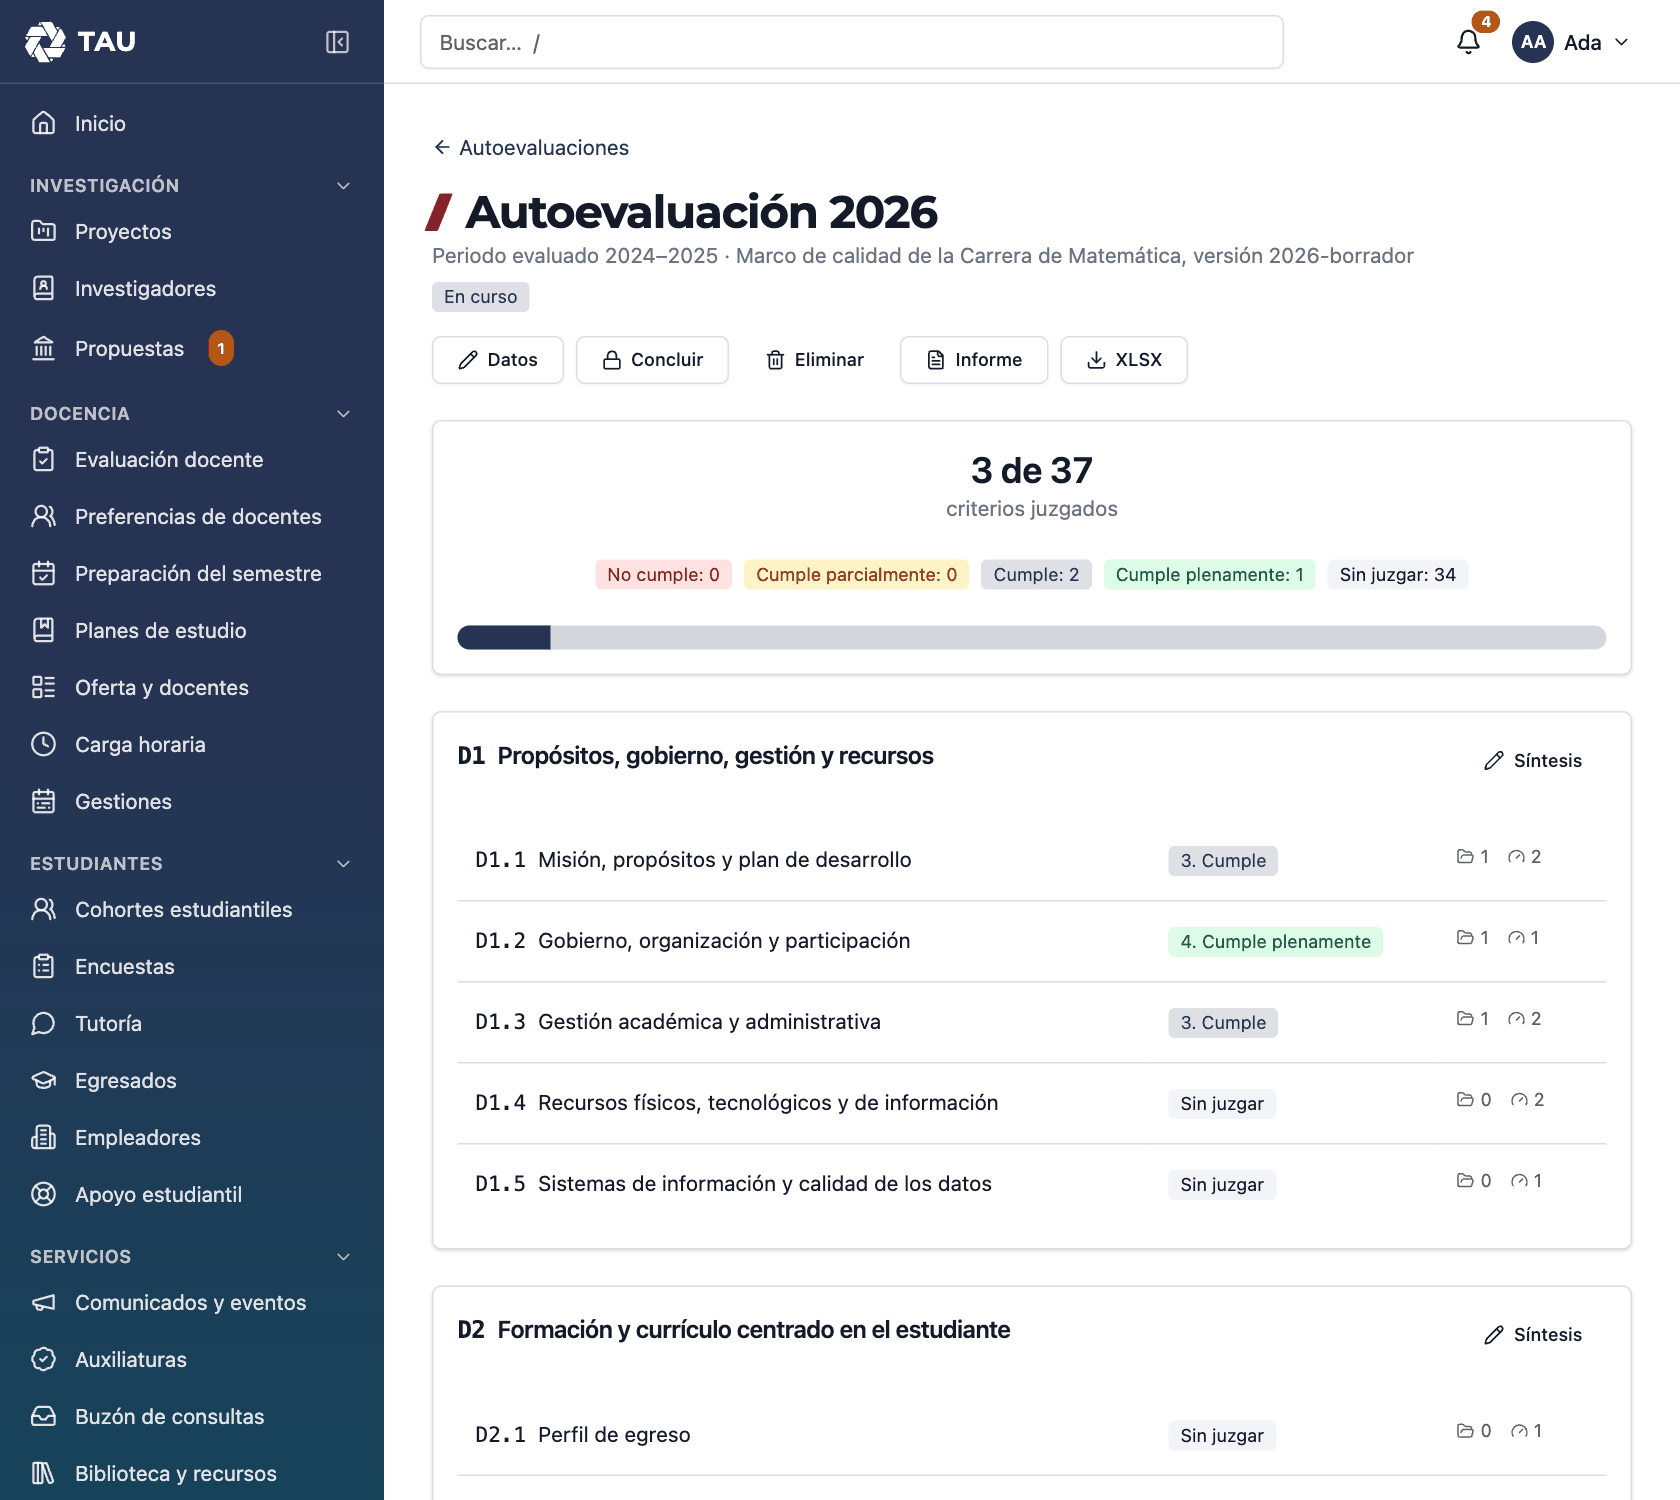 TAU
Buscar... /
4
AA Ada
Inicio
INVESTIGACIÓN
Proyectos
Investigadores
Propuestas 1
DOCENCIA
Evaluación docente
Preferencias de docentes
Preparación del semestre
Planes de estudio
Oferta y docentes
Carga horaria
Gestiones
ESTUDIANTES
Cohortes estudiantiles
Encuestas
Tutoría
Egresados
Empleadores
Apoyo estudiantil
SERVICIOS
Comunicados y eventos
Auxiliaturas
Buzón de consultas
Biblioteca y recursos
← Autoevaluaciones
Autoevaluación 2026
Periodo evaluado 2024–2025 · Marco de calidad de la Carrera de Matemática, versión 2026-borrador
En curso
Datos Concluir Eliminar Informe XLSX
3 de 37
criterios juzgados
No cumple: 0 Cumple parcialmente: 0 Cumple: 2 Cumple plenamente: 1 Sin juzgar: 34
D1 Propósitos, gobierno, gestión y recursos Síntesis
D1.1 Misión, propósitos y plan de desarrollo 3. Cumple 1 2
D1.2 Gobierno, organización y participación 4. Cumple plenamente 1 1
D1.3 Gestión académica y administrativa 3. Cumple 1 2
D1.4 Recursos físicos, tecnológicos y de información Sin juzgar 0 2
D1.5 Sistemas de información y calidad de los datos Sin juzgar 0 1
D2 Formación y currículo centrado en el estudiante Síntesis
D2.1 Perfil de egreso Sin juzgar 0 1